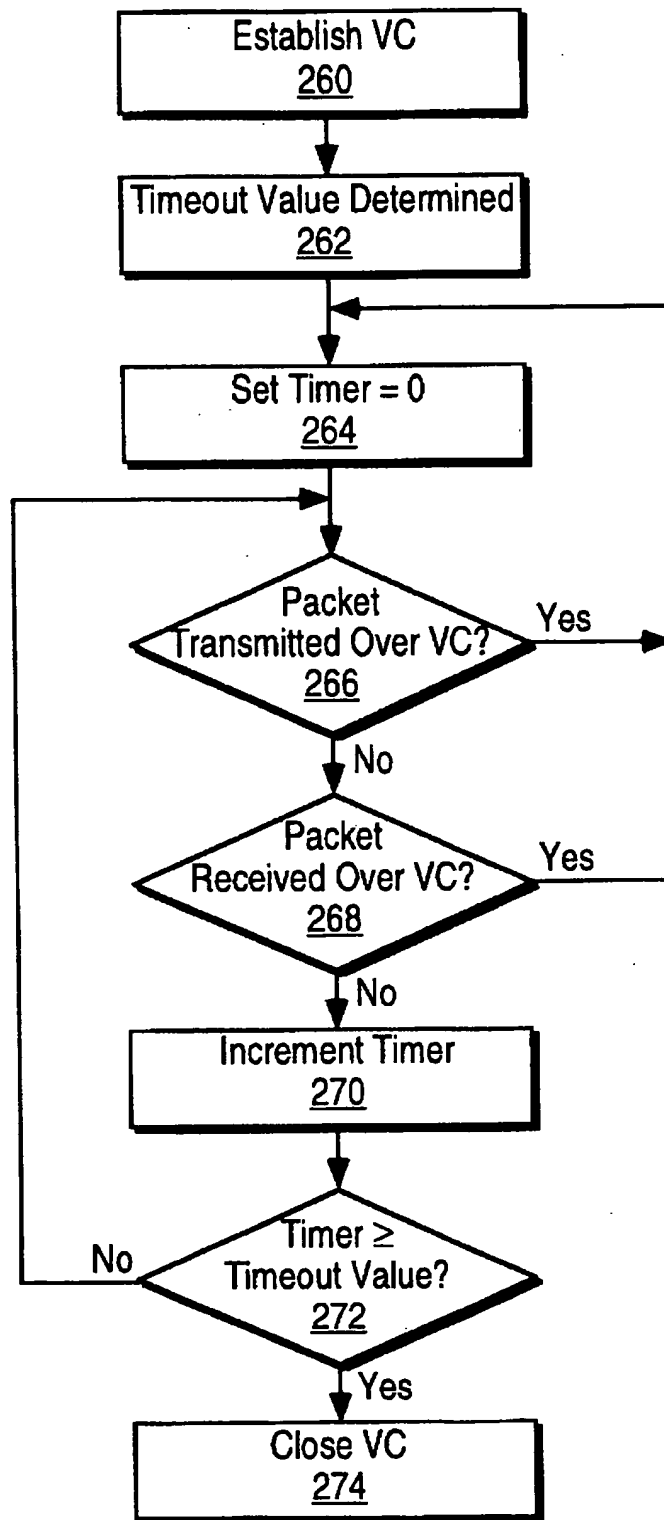 Establish VC
260
Timeout Value Determined
262
Set Timer = 0
264
Packet
Transmitted Over VC?
266
Yes
No
Packet
Received Over VC?
268
Yes
No
Increment Timer
270
Timer ≥
Timeout Value?
272
No
Yes
Close VC
274